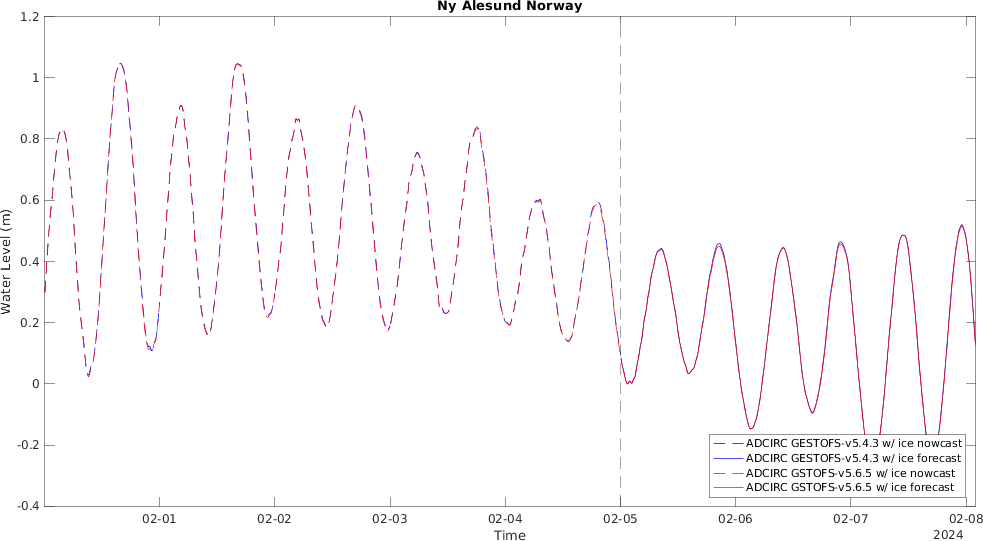 Ny Alesund Norway
1.2
1
0.8
0.6
0.4
0.2
0
-0.2
-0.4
Water Level (m)
ADCIRC GESTOFS-v5.4.3 w/ ice nowcast
ADCIRC GESTOFS-v5.4.3 w/ ice forecast
ADCIRC GSTOFS-v5.6.5 w/ ice nowcast
ADCIRC GSTOFS-v5.6.5 w/ ice forecast
02-01 02-02 02-03 02-04 02-05 02-06 02-07 02-08
Time
2024